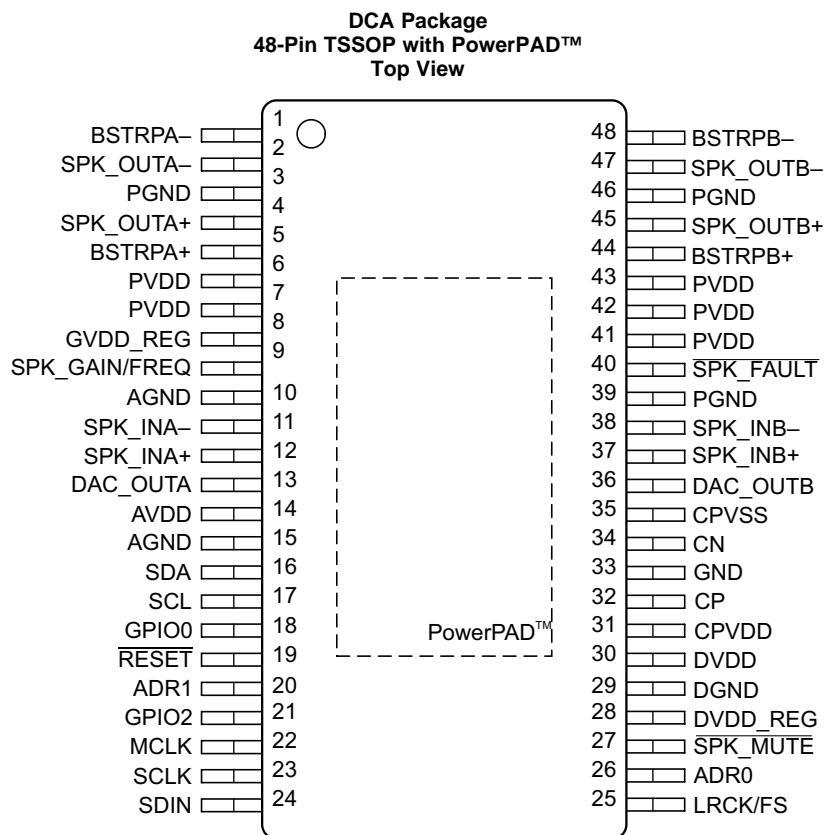 DCA Package
48-Pin TSSOP with PowerPAD™
Top View
BSTRPA–
SPK_OUTA–
PGND
SPK_OUTA+
BSTRPA+
PVDD
PVDD
GVDD_REG
SPK_GAIN/FREQ
AGND
SPK_INA–
SPK_INA+
DAC_OUTA
AVDD
AGND
SDA
SCL
GPIO0
RESET
ADR1
GPIO2
MCLK
SCLK
SDIN
1
2
3
4
5
6
7
8
9
10
11
12
13
14
15
16
17
18
19
20
21
22
23
24
PowerPAD™
48
47
46
45
44
43
42
41
40
39
38
37
36
35
34
33
32
31
30
29
28
27
26
25
BSTRPB–
SPK_OUTB–
PGND
SPK_OUTB+
BSTRPB+
PVDD
PVDD
PVDD
SPK_FAULT
PGND
SPK_INB–
SPK_INB+
DAC_OUTB
CPVSS
CN
GND
CP
CPVDD
DVDD
DGND
DVDD_REG
SPK_MUTE
ADR0
LRCK/FS